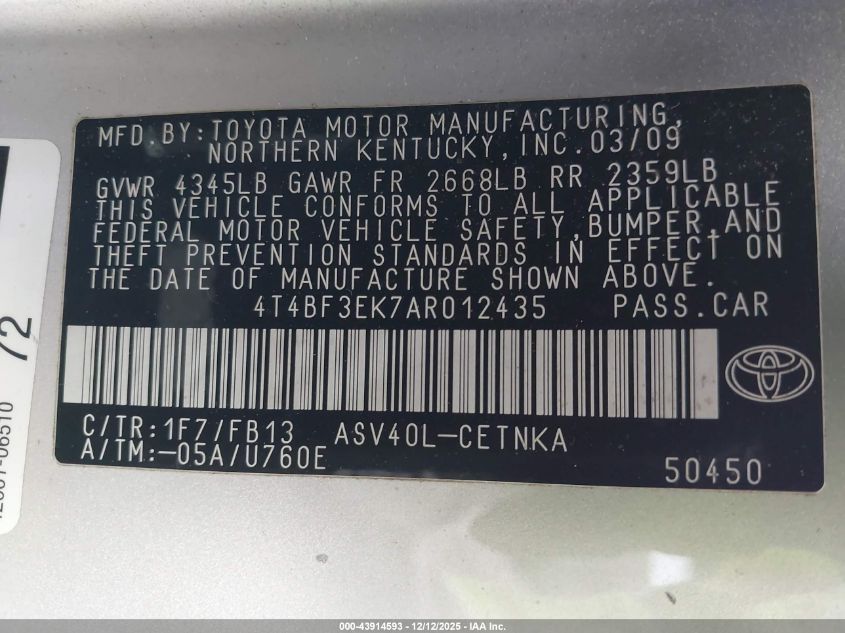 MFD. BY: TOYOTA MOTOR MANUFACTURING,
NORTHERN KENTUCKY, INC. 03/09
GVWR 4345LB GAWR FR 2668LB RR 2359LB
THIS VEHICLE CONFORMS TO ALL APPLICABLE
FEDERAL MOTOR VEHICLE SAFETY, BUMPER, AND
THEFT PREVENTION STANDARDS IN EFFECT ON
THE DATE OF MANUFACTURE SHOWN ABOVE.
4T4BF3EK7AR012435 PASS.CAR
C/TR: 1F7/FB13 ASV40L-CETNKA
A/TM:-05A/U760E
50450
72
000-43914593 - 12/12/2025 - IAA Inc.